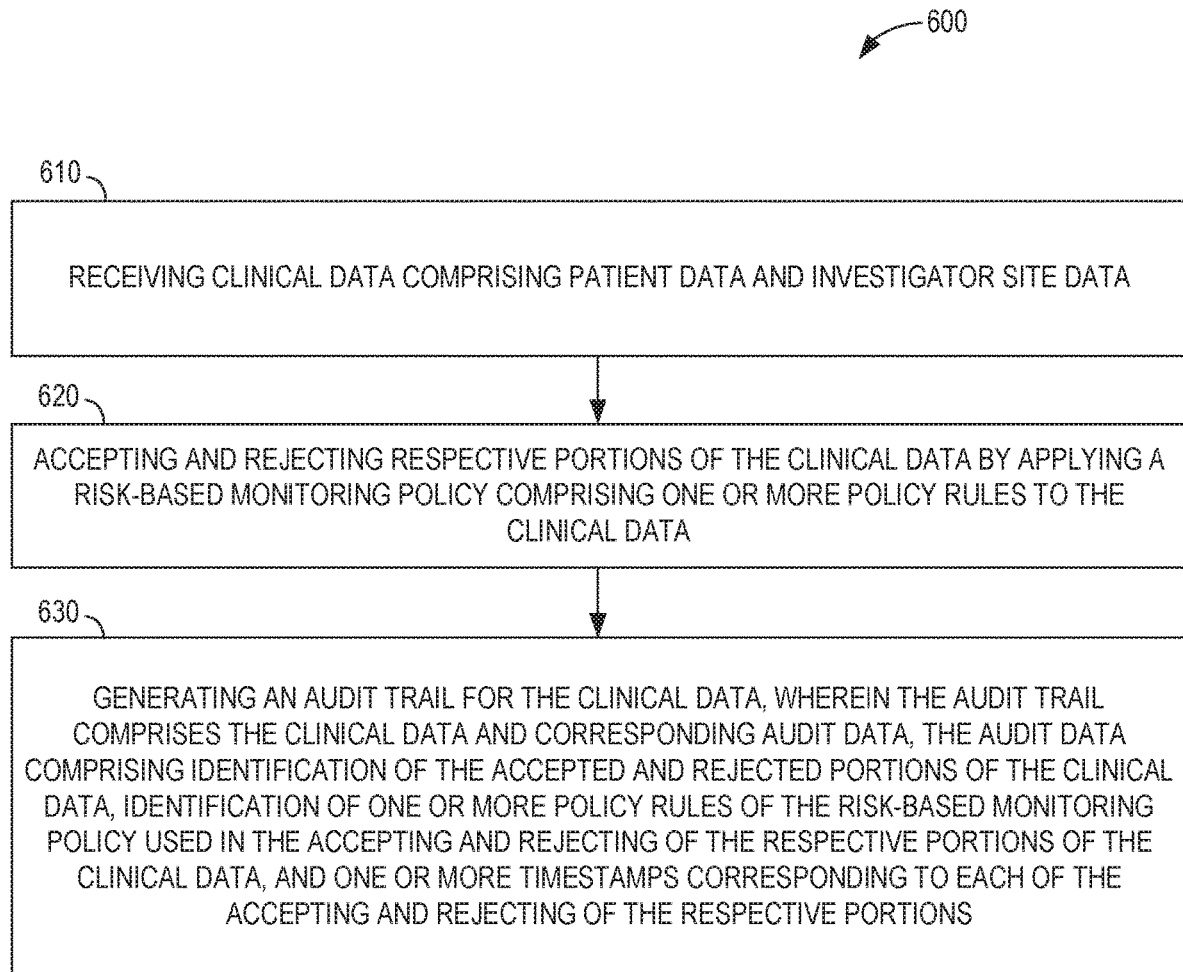 600
610
RECEIVING CLINICAL DATA COMPRISING PATIENT DATA AND INVESTIGATOR SITE DATA
620
ACCEPTING AND REJECTING RESPECTIVE PORTIONS OF THE CLINICAL DATA BY APPLYING A
RISK-BASED MONITORING POLICY COMPRISING ONE OR MORE POLICY RULES TO THE
CLINICAL DATA
630
GENERATING AN AUDIT TRAIL FOR THE CLINICAL DATA, WHEREIN THE AUDIT TRAIL
COMPRISES THE CLINICAL DATA AND CORRESPONDING AUDIT DATA, THE AUDIT DATA
COMPRISING IDENTIFICATION OF THE ACCEPTED AND REJECTED PORTIONS OF THE CLINICAL
DATA, IDENTIFICATION OF ONE OR MORE POLICY RULES OF THE RISK-BASED MONITORING
POLICY USED IN THE ACCEPTING AND REJECTING OF THE RESPECTIVE PORTIONS OF THE
CLINICAL DATA, AND ONE OR MORE TIMESTAMPS CORRESPONDING TO EACH OF THE
ACCEPTING AND REJECTING OF THE RESPECTIVE PORTIONS